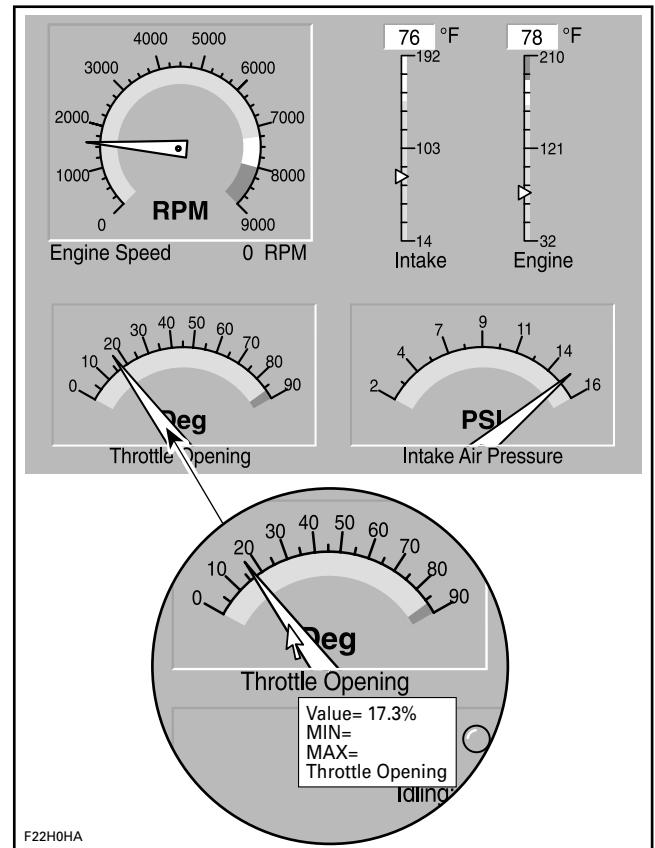 76 °F
78 °F
0
1000
2000
3000
4000
5000
6000
7000
8000
9000
RPM
Engine Speed 0 RPM
192
103
14
Intake
210
121
32
Engine
0
10
20
30
40
50
60
70
80
90
Deg
Throttle Opening
2
4
7
9
11
14
16
PSI
Intake Air Pressure
0
10
20
30
40
50
60
70
80
90
Deg
Throttle Opening
Value= 17.3%
MIN=
MAX=
Throttle Opening
Idling:
F22H0HA